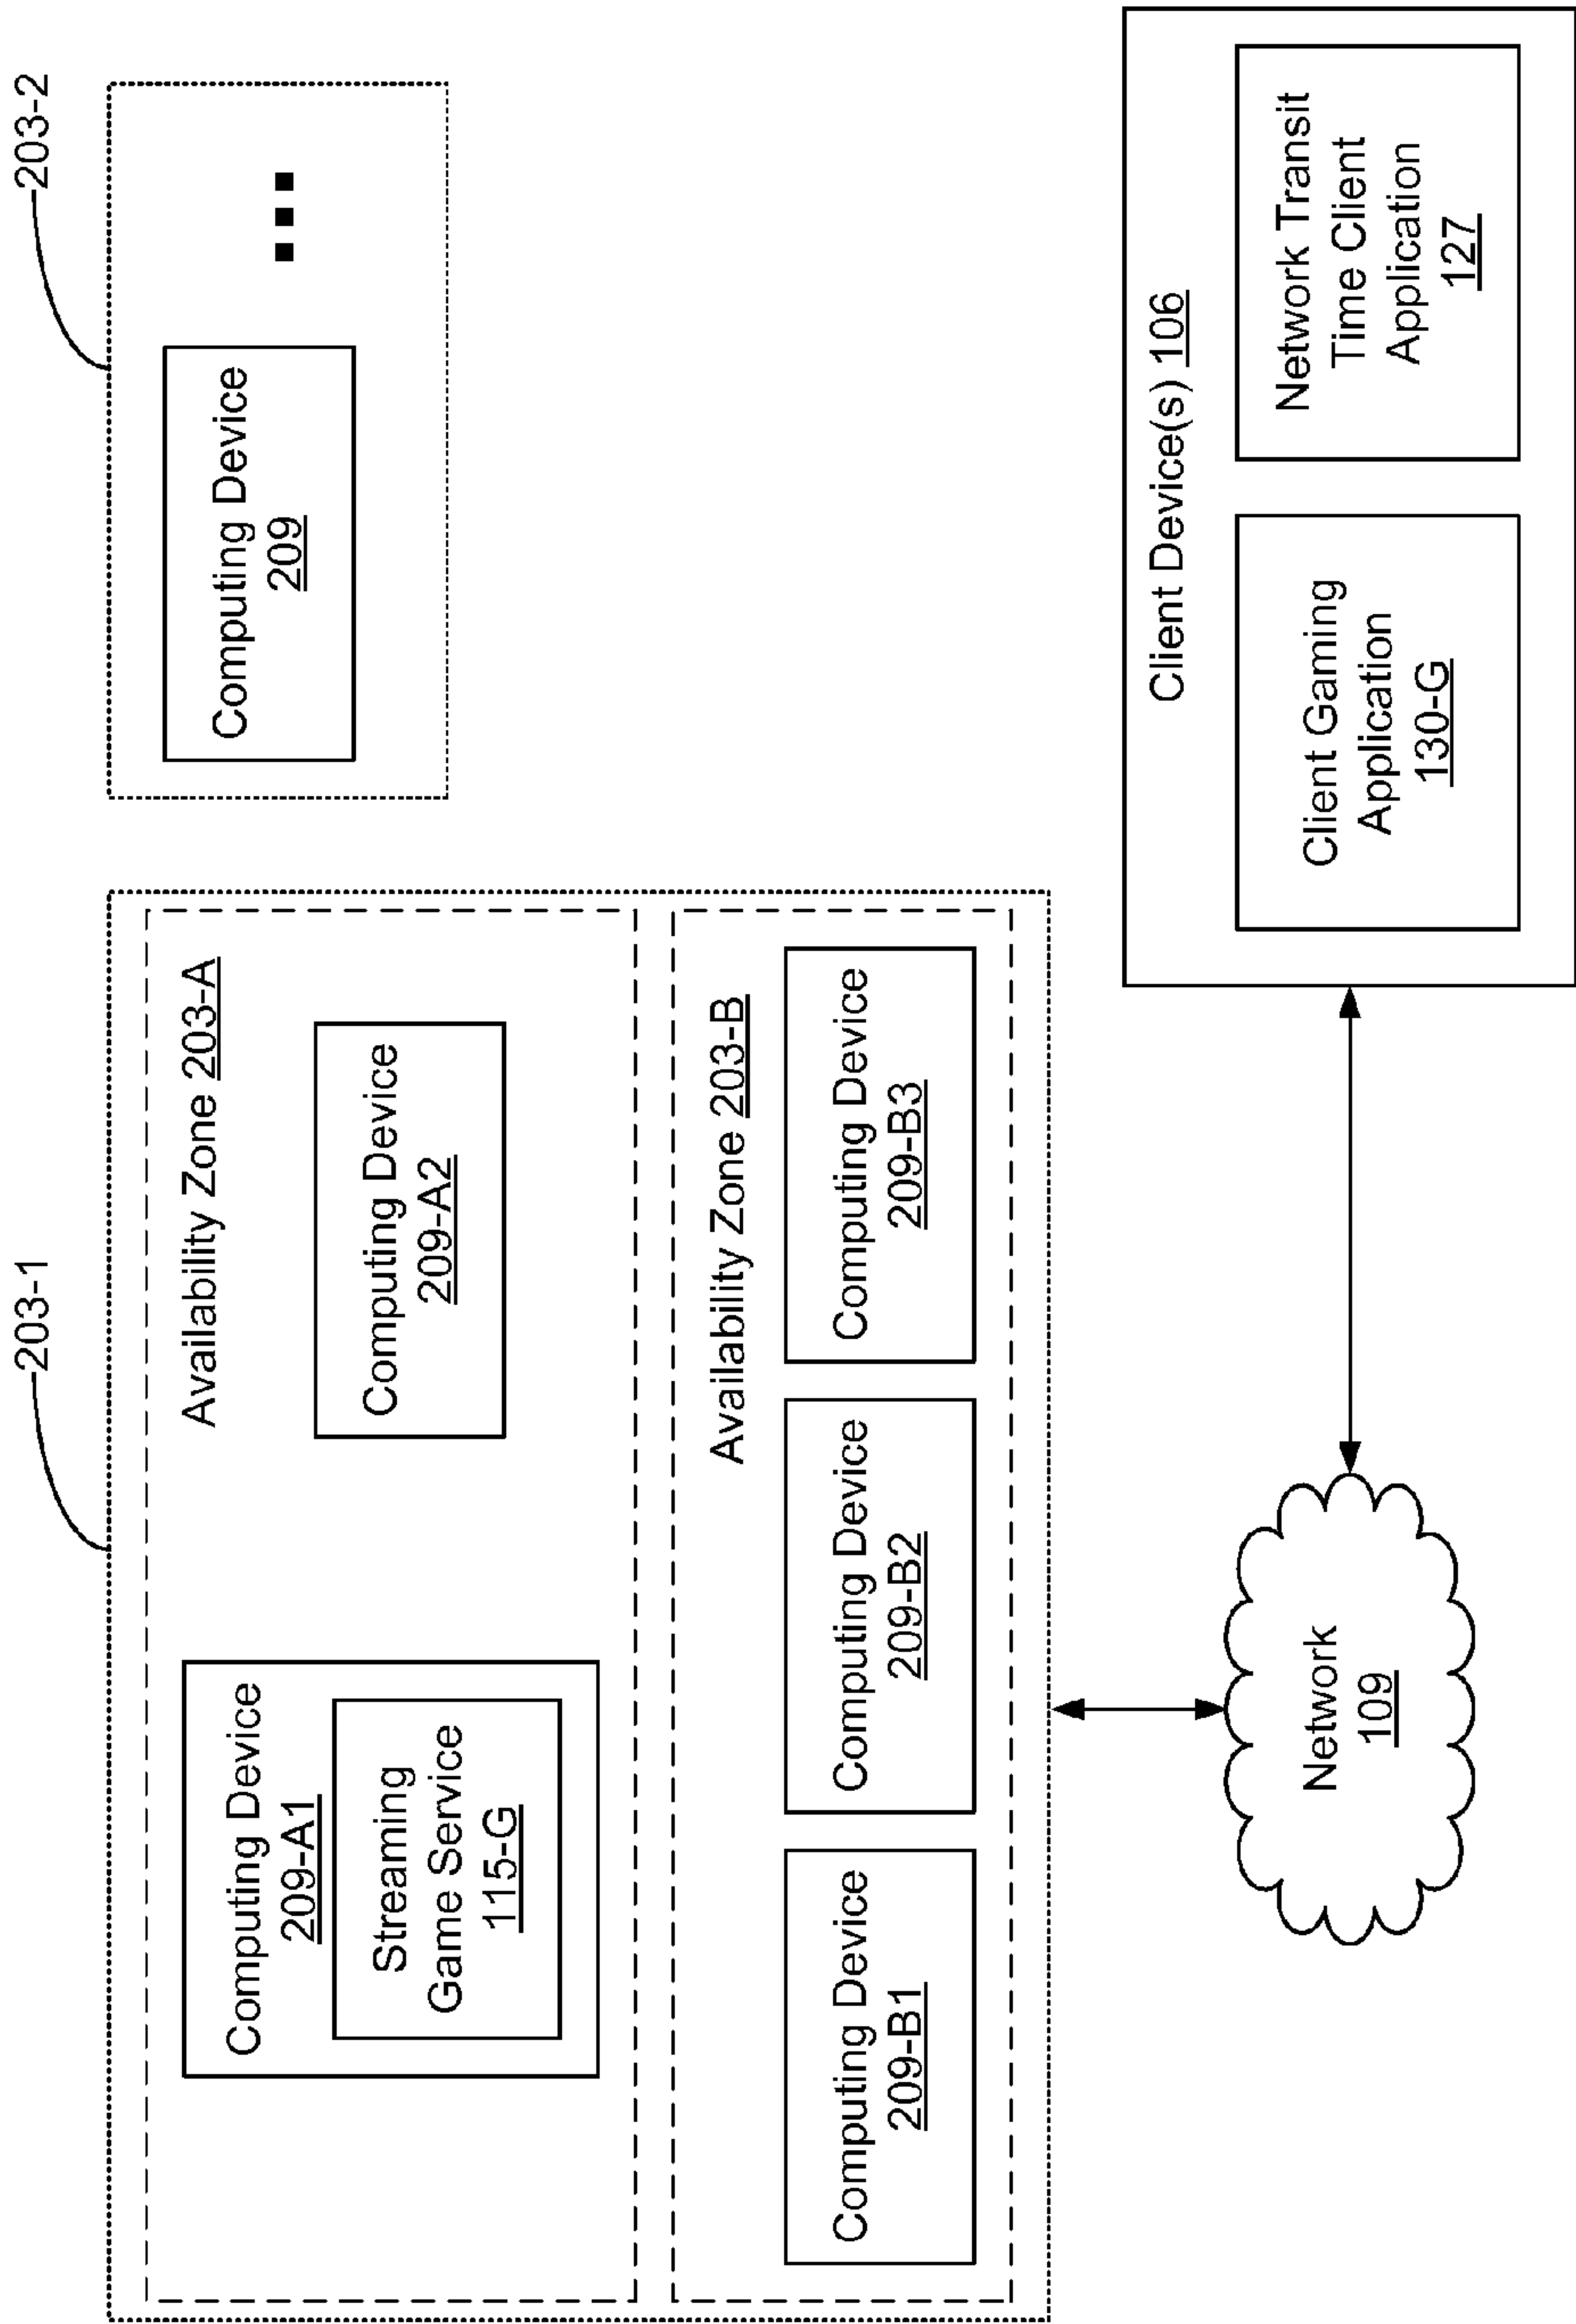 203-1
203-2
Availability Zone 203-A
Computing Device
209-A1
Streaming
Game Service
115-G
Computing Device
209-A2
Computing Device
209
Availability Zone 203-B
Computing Device
209-B1
Computing Device
209-B2
Computing Device
209-B3
Network
109
Client Device(s) 106
Client Gaming
Application
130-G
Network Transit
Time Client
Application
127